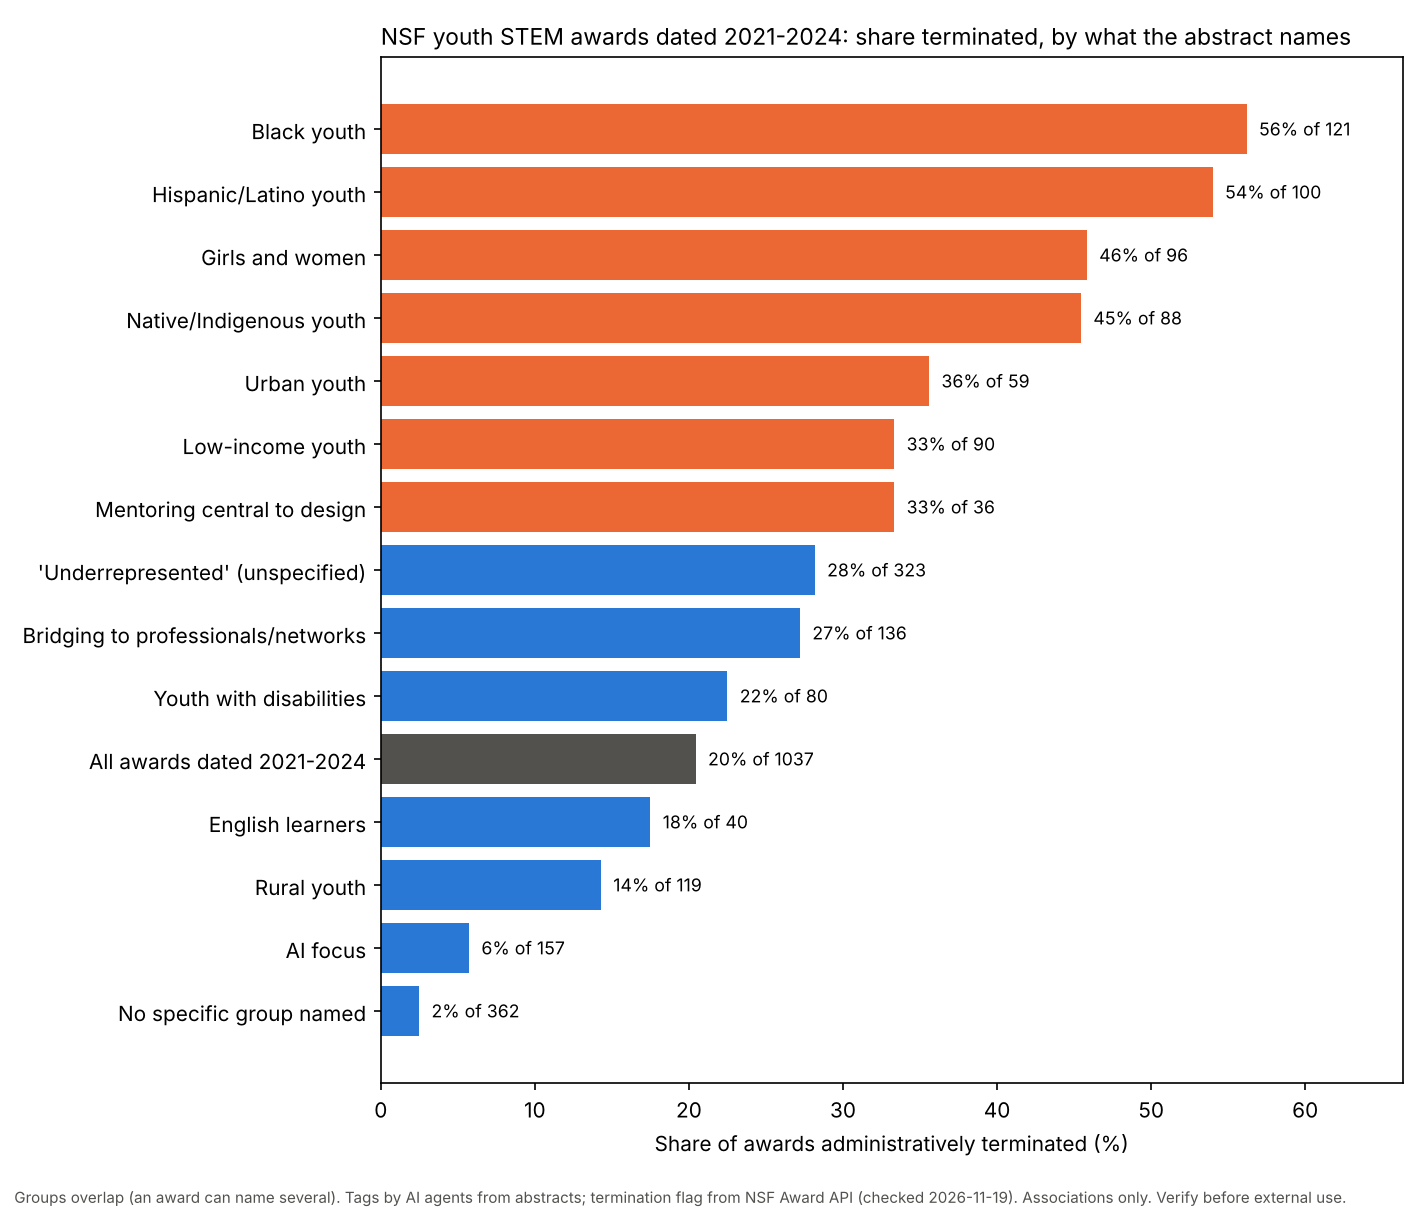 NSF youth STEM awards dated 2021-2024: share terminated, by what the abstract names
Black youth 56% of 121
Hispanic/Latino youth 54% of 100
Girls and women 46% of 96
Native/Indigenous youth 45% of 88
Urban youth 36% of 59
Low-income youth 33% of 90
Mentoring central to design 33% of 36
'Underrepresented' (unspecified) 28% of 323
Bridging to professionals/networks 27% of 136
Youth with disabilities 22% of 80
All awards dated 2021-2024 20% of 1037
English learners 18% of 40
Rural youth 14% of 119
AI focus 6% of 157
No specific group named 2% of 362
0 10 20 30 40 50 60
Share of awards administratively terminated (%)
Groups overlap (an award can name several). Tags by AI agents from abstracts; termination flag from NSF Award API (checked 2026-11-19). Associations only. Verify before external use.